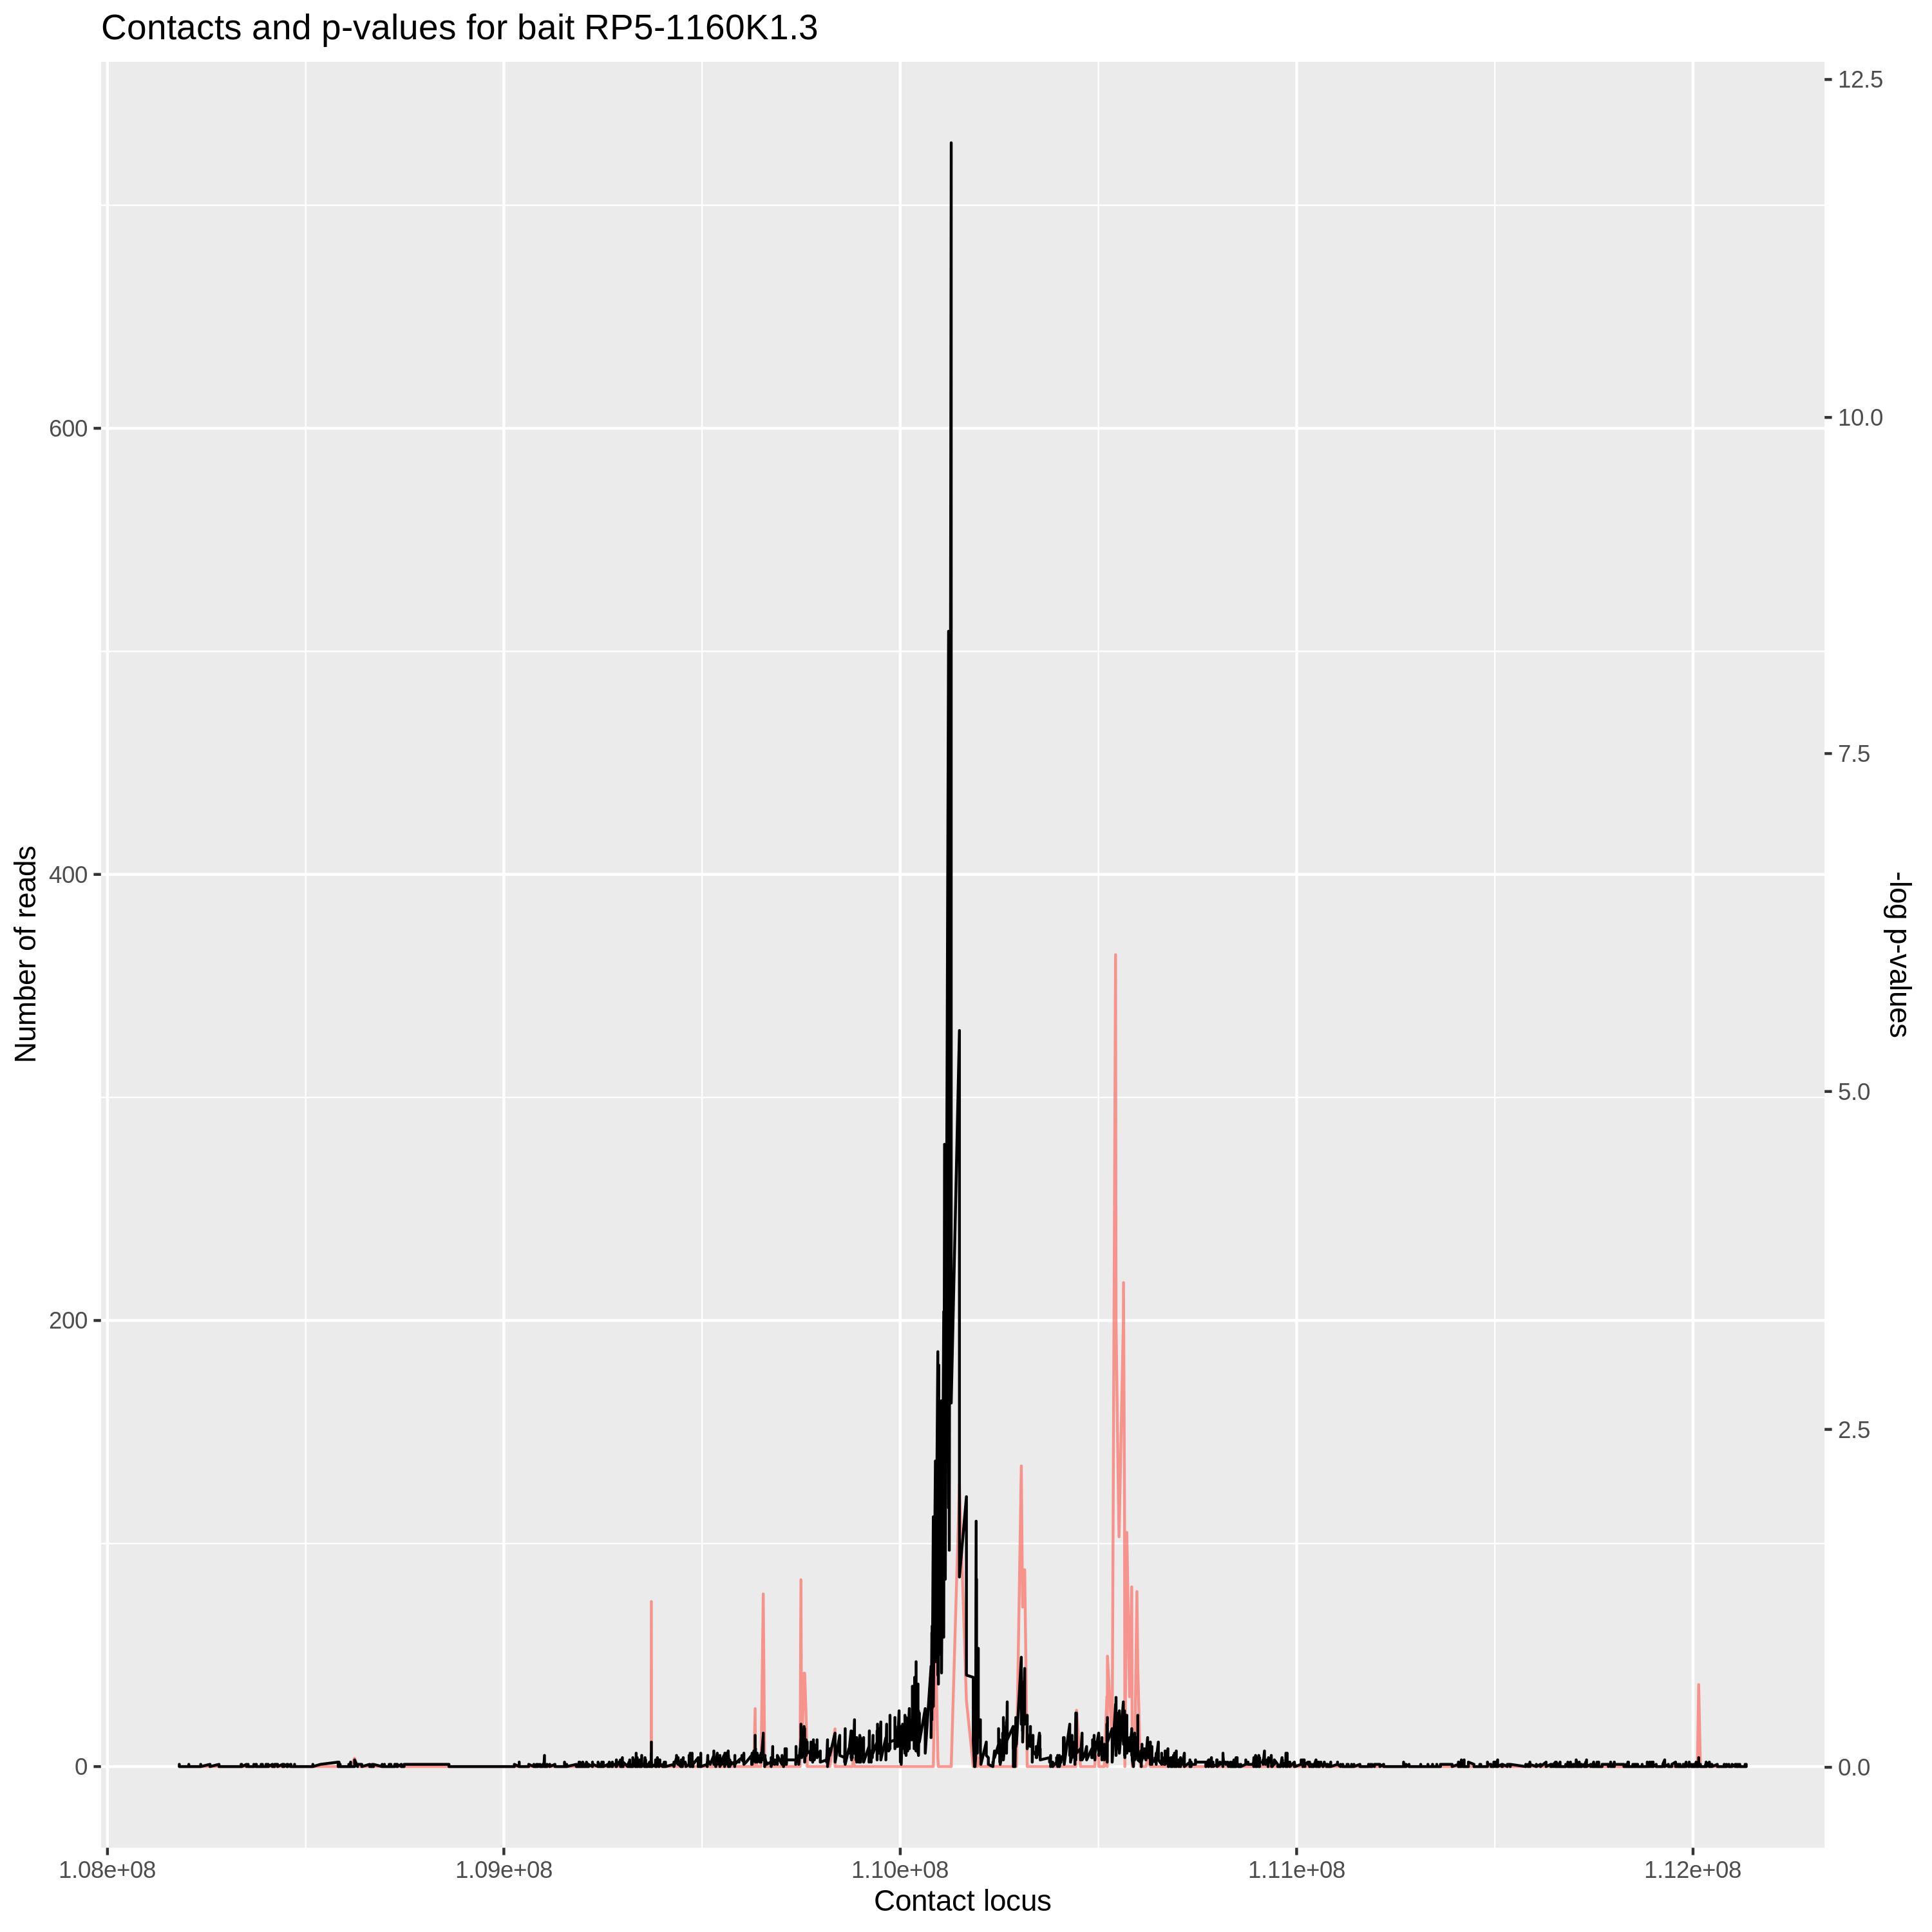 Contacts and p-values for bait RP5-1160K1.3
12.5
600
10.0
7.5
400
Number of reads
-log p-values
5.0
200
2.5
0
0.0
1.08e+08 1.09e+08 1.10e+08 1.11e+08 1.12e+08
Contact locus